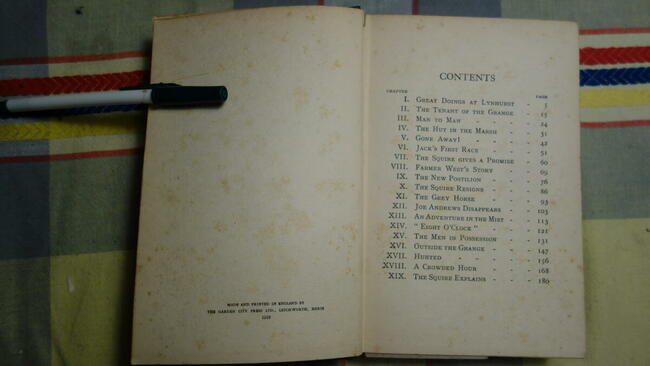 MADE AND PRINTED IN ENGLAND BY
THE GARDEN CITY PRESS LTD., LETCHWORTH, HERTS
CONTENTS
CHAPTER PAGE
I. GREAT DOINGS AT LYNHURST - 5
II. THE TENANT OF THE GRANGE - 15
III. MAN TO MAN - - - 24
IV. THE HUT IN THE MARSH - 31
V. GONE AWAY! - - - 42
VI. JACK'S FIRST RACE - - 51
VII. THE SQUIRE GIVES A PROMISE - 60
VIII. FARMER WEST'S STORY - - 69
IX. THE NEW POSTILION - - 76
X. THE SQUIRE RESIGNS - - 86
XI. THE GREY HORSE - - - 93
XII. JOE ANDREWS DISAPPEARS - - 103
XIII. AN ADVENTURE IN THE MIST - - 113
XIV. "EIGHT O'CLOCK" - - - 121
XV. THE MEN IN POSSESSION - - 131
XVI. OUTSIDE THE GRANGE - - - 147
XVII. HUNTED - - - - 156
XVIII. A CROWDED HOUR - - - 168
XIX. THE SQUIRE EXPLAINS - - - 180